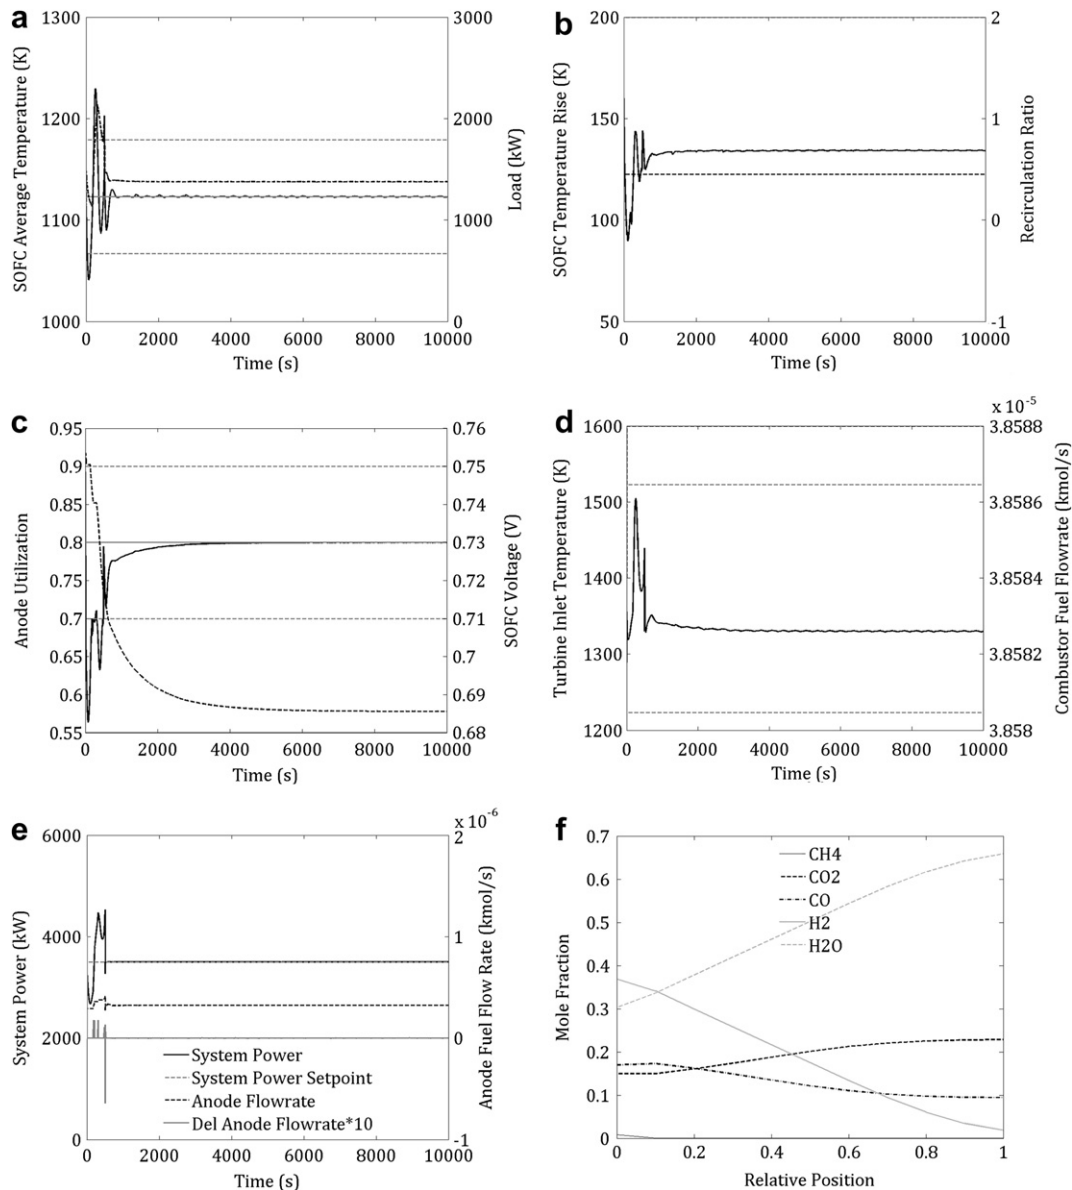 a
1300
1200
1100
1000
SOFC Average Temperature (K)
3000
2000
1000
0
Load (kW)
0 2000 4000 6000 8000 10000
Time (s)
b
200
150
100
50
SOFC Temperature Rise (K)
2
1
0
-1
Recirculation Ratio
0 2000 4000 6000 8000 10000
Time (s)
c
0.95
0.9
0.85
0.8
0.75
0.7
0.65
0.6
0.55
Anode Utilization
0.76
0.75
0.74
0.73
0.72
0.71
0.7
0.69
0.68
SOFC Voltage (V)
0 2000 4000 6000 8000 10000
Time (s)
d
1600
1500
1400
1300
1200
Turbine Inlet Temperature (K)
x 10-5
3.8588
3.8586
3.8584
3.8582
3.858
Combustor Fuel Flowrate (kmol/s)
0 2000 4000 6000 8000 10000
Time (s)
e
6000
4000
2000
0
System Power (kW)
x 10-6
2
1
0
-1
Anode Fuel Flow Rate (kmol/s)
System Power
System Power Setpoint
Anode Flowrate
Del Anode Flowrate*10
0 2000 4000 6000 8000 10000
Time (s)
f
0.7
0.6
0.5
0.4
0.3
0.2
0.1
0
Mole Fraction
CH4
CO2
CO
H2
H2O
0 0.2 0.4 0.6 0.8 1
Relative Position